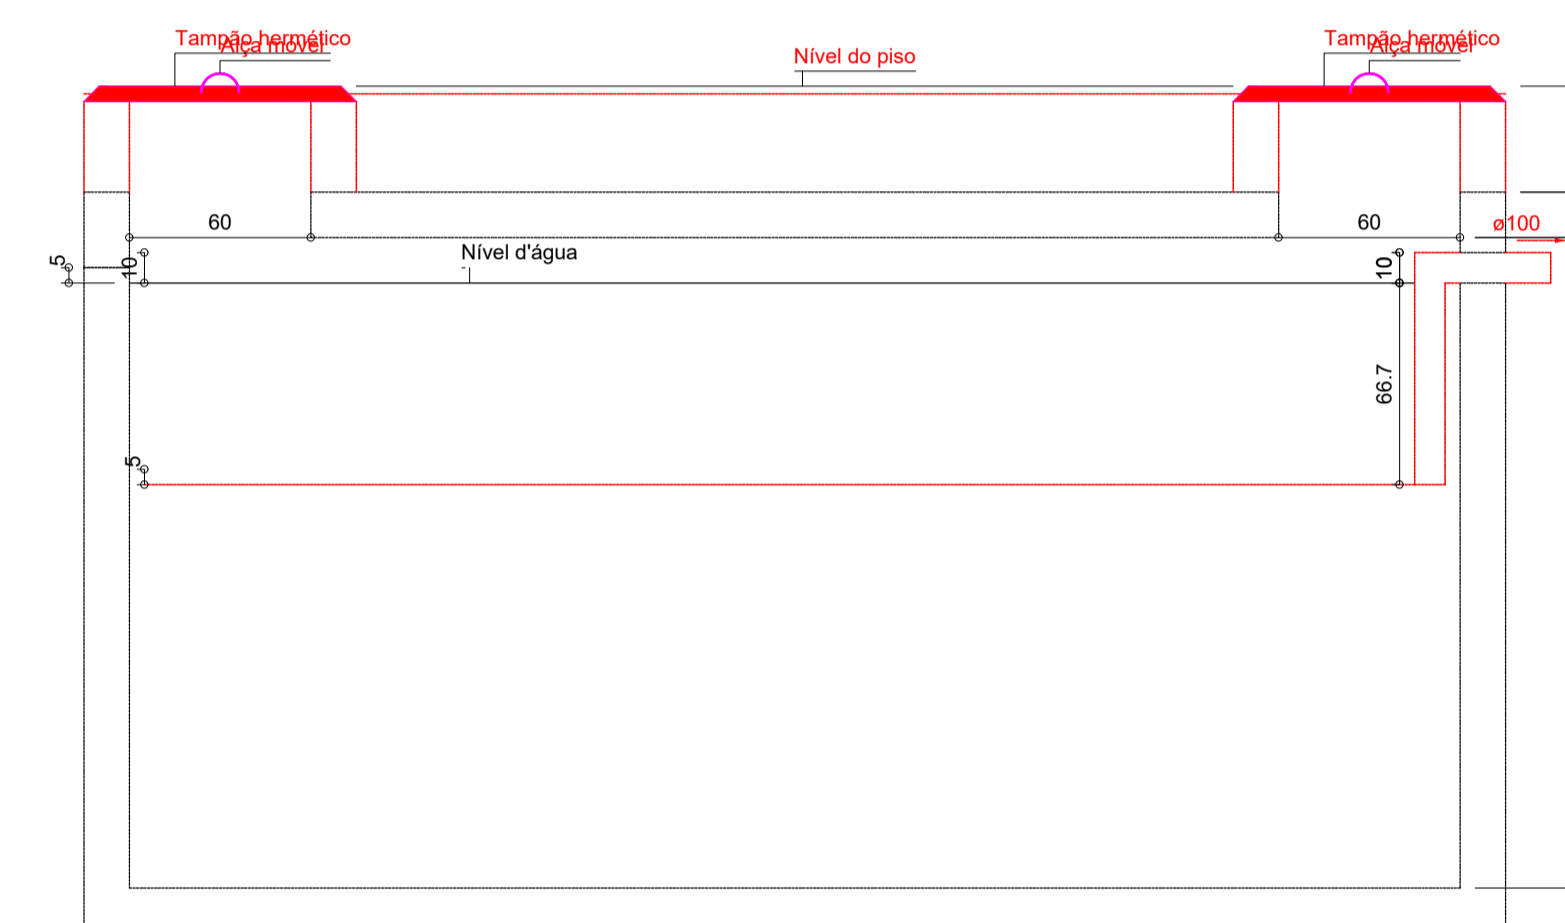 Tampão hermético
Alça móvel
Nível do piso
Tampão hermético
Alça móvel
60
60
ø100
Nível d'água
5
10
10
66.7
5